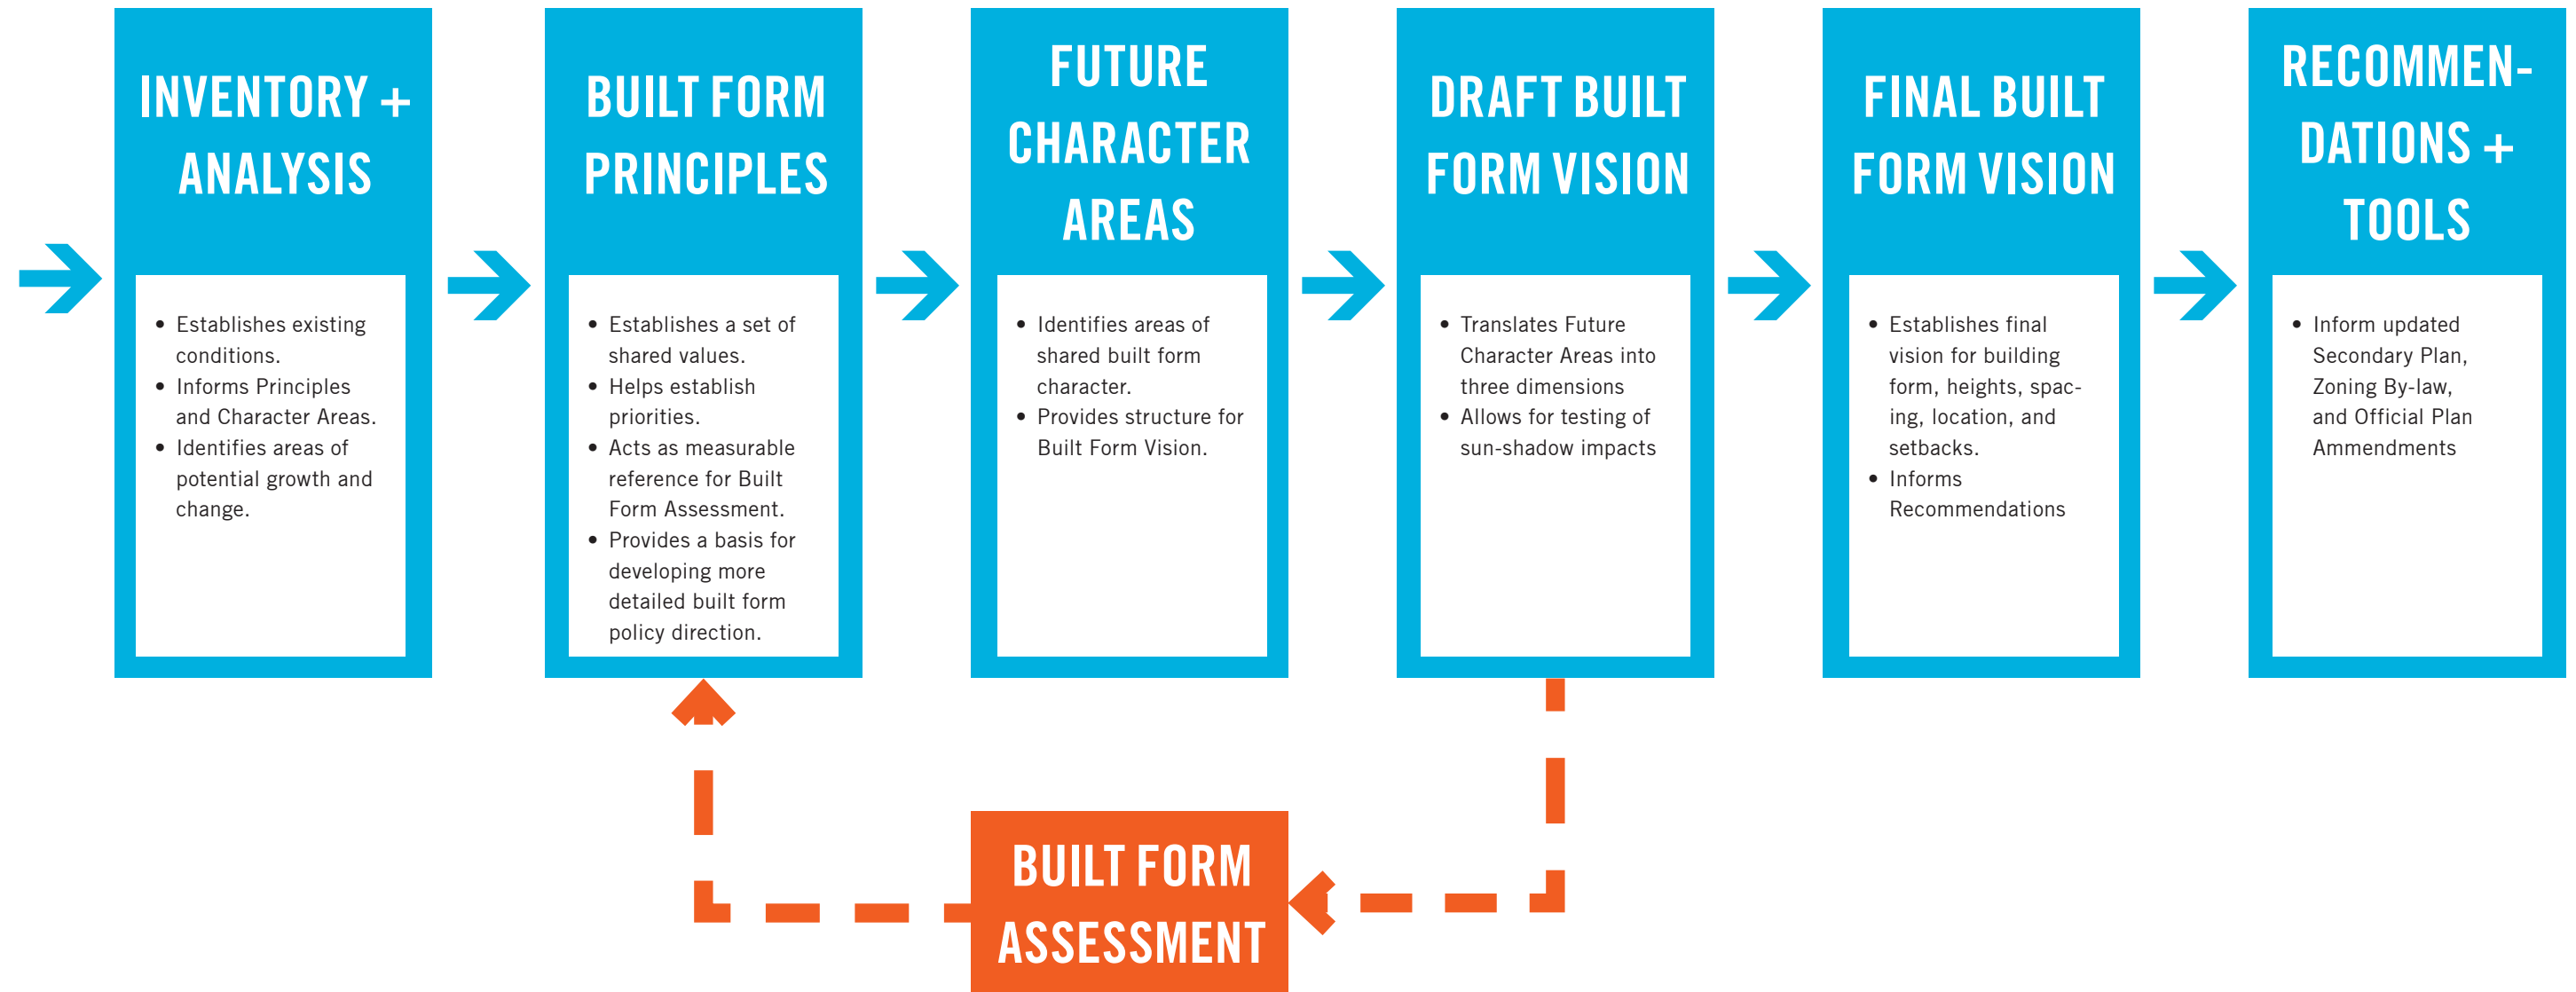 INVENTORY +
ANALYSIS
• Establishes existing
conditions.
• Informs Principles
and Character Areas.
• Identifies areas of
potential growth and
change.
BUILT FORM
PRINCIPLES
• Establishes a set of
shared values.
• Helps establish
priorities.
• Acts as measurable
reference for Built
Form Assessment.
• Provides a basis for
developing more
detailed built form
policy direction.
FUTURE
CHARACTER
AREAS
• Identifies areas of
shared built form
character.
• Provides structure for
Built Form Vision.
DRAFT BUILT
FORM VISION
• Translates Future
Character Areas into
three dimensions
• Allows for testing of
sun-shadow impacts
FINAL BUILT
FORM VISION
• Establishes final
vision for building
form, heights, spac-
ing, location, and
setbacks.
• Informs
Recommendations
RECOMMEN-
DATIONS +
TOOLS
• Inform updated
Secondary Plan,
Zoning By-law,
and Official Plan
Ammendments
BUILT FORM
ASSESSMENT